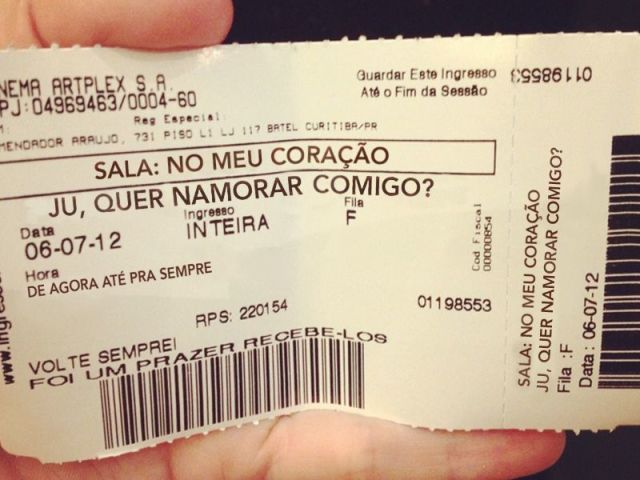 NEMA ARTPLEX S.A.
PJ:04969463/0004-60
Reg Especial:
MENDADOR ARAUJO, 731 PISO L1 LJ 117 BATEL CURITIBA/PR
Guardar Este Ingresso
Até o Fim da Sessão
SALA: NO MEU CORAÇÃO
JU, QUER NAMORAR COMIGO?
Data
06-07-12
Ingresso
INTEIRA
Fila
F
Hora
DE AGORA ATÉ PRA SEMPRE
Cod Fiscal
00000854
RPS: 220154
01198553
VOLTE SEMPRE!
FOI UM PRAZER RECEBE-LOS
www.ingress
01198553
SALA: NO MEU CORAÇÃO
JU, QUER NAMORAR COMIGO?
Fila :F
Data: 06-07-12